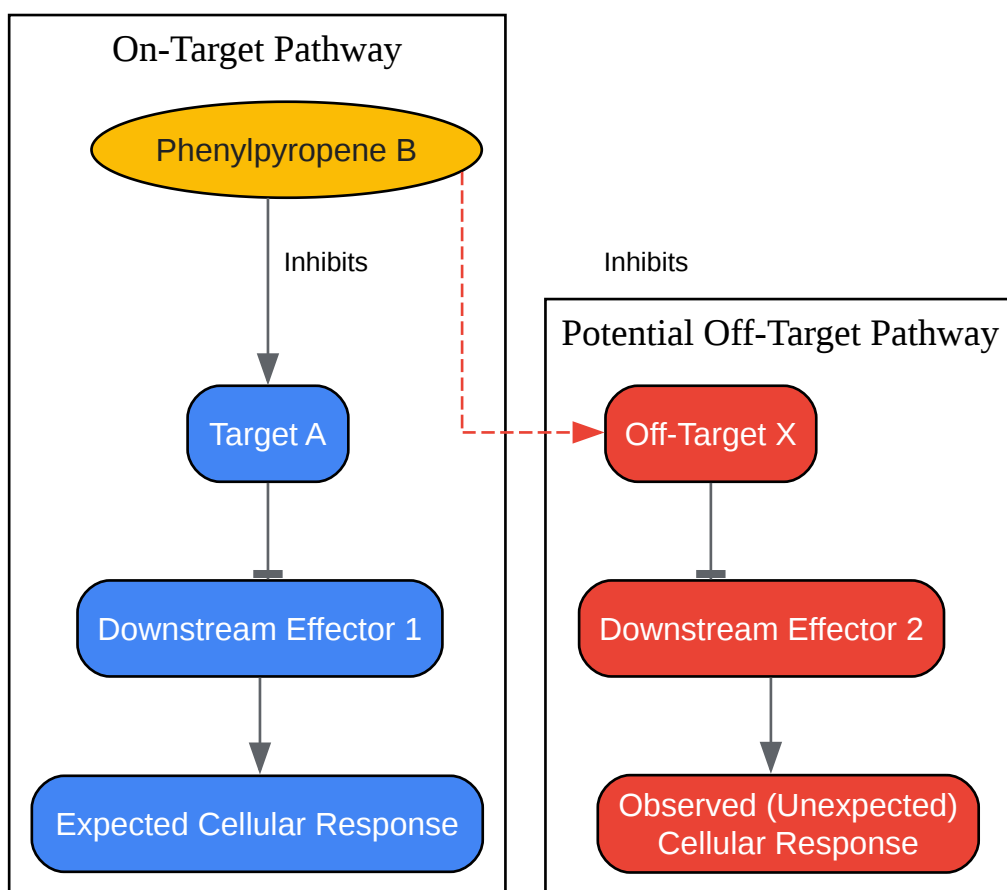 On-Target Pathway
Phenylpyropene B
Inhibits
Target A
Downstream Effector 1
Expected Cellular Response
Inhibits
Potential Off-Target Pathway
Off-Target X
Downstream Effector 2
Observed (Unexpected)
Cellular Response